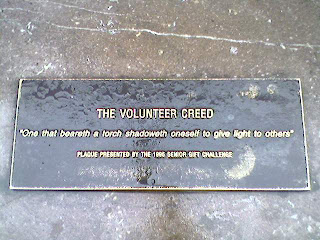 THE VOLUNTEER CREED
"One that beareth a torch shadoweth oneself to give light to others"
PLAQUE PRESENTED BY THE 1996 SENIOR GIFT CHALLENGE